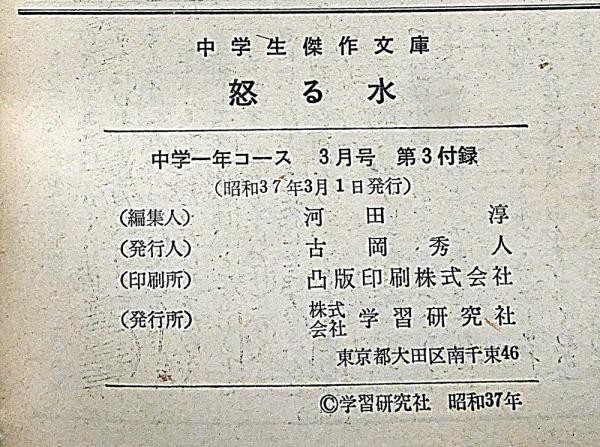 中学生傑作文庫
怒る水
中学一年コース 3月号 第3付録
(昭和37年3月1日発行)
(編集人) 河田淳
(発行人) 古岡秀人
(印刷所) 凸版印刷株式会社
(発行所) 株式会社 学習研究社
東京都大田区南千束46
©学習研究社 昭和37年